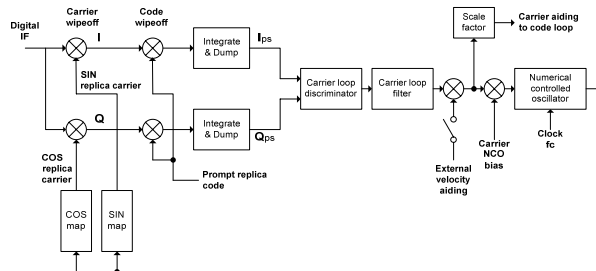 Digital
IF
Carrier
wipeoff
I
Code
wipeoff
Integrate
& Dump
Ips
SIN
replica carrier
Q
Integrate
& Dump
Qps
COS
replica
carrier
Prompt replica
code
COS
map
SIN
map
Carrier loop
discriminator
Carrier loop
filter
Scale
factor
Carrier aiding
to code loop
External
velocity
aiding
Carrier
NCO
bias
Numerical
controlled
oscillator
Clock
fc